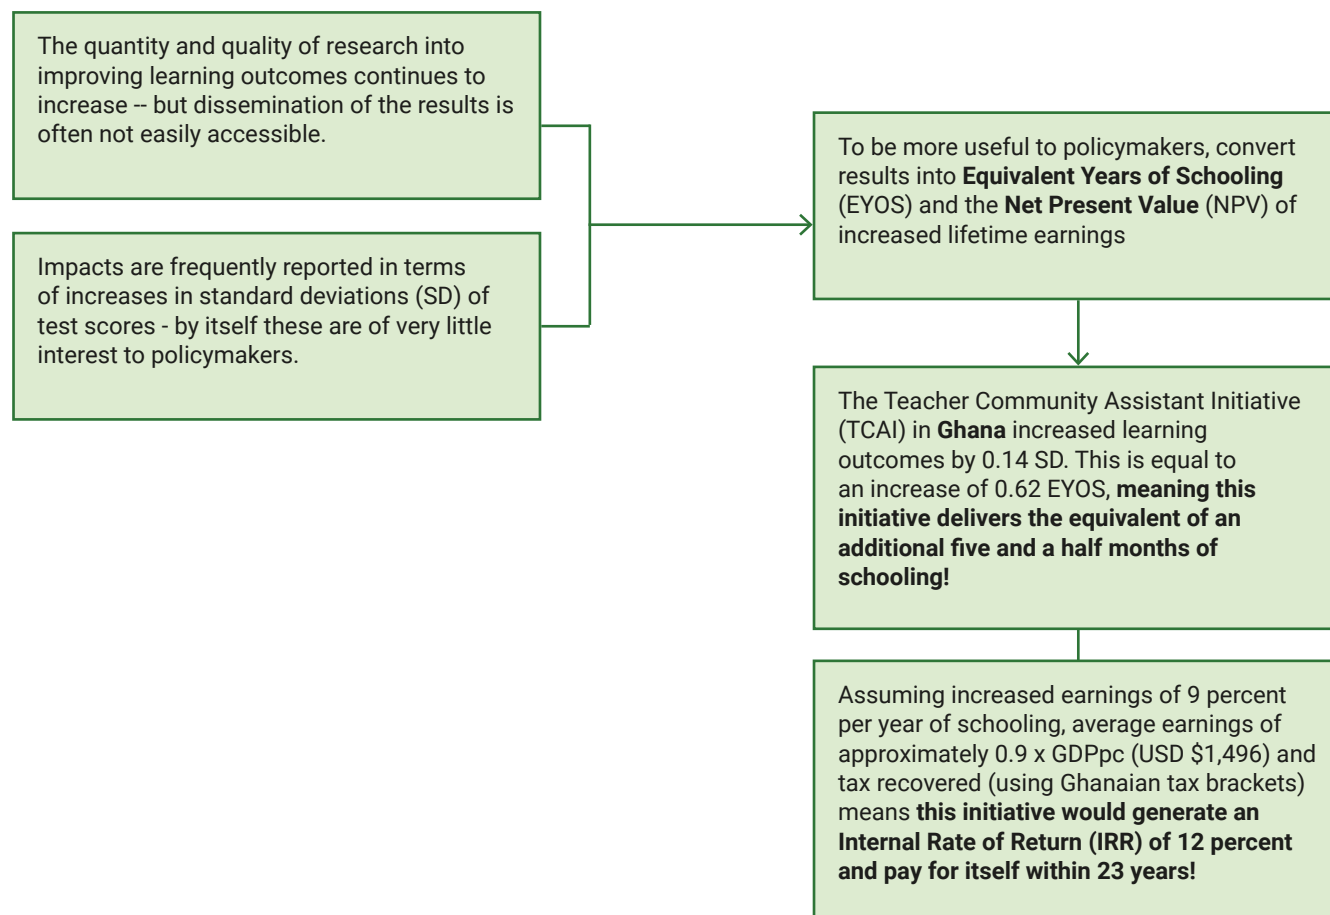 The quantity and quality of research into
improving learning outcomes continues to
increase -- but dissemination of the results is
often not easily accessible.
Impacts are frequently reported in terms
of increases in standard deviations (SD) of
test scores - by itself these are of very little
interest to policymakers.
To be more useful to policymakers, convert
results into Equivalent Years of Schooling
(EYOS) and the Net Present Value (NPV) of
increased lifetime earnings
The Teacher Community Assistant Initiative
(TCAI) in Ghana increased learning
outcomes by 0.14 SD. This is equal to
an increase of 0.62 EYOS, meaning this
initiative delivers the equivalent of an
additional five and a half months of
schooling!
Assuming increased earnings of 9 percent
per year of schooling, average earnings of
approximately 0.9 x GDPpc (USD $1,496) and
tax recovered (using Ghanaian tax brackets)
means this initiative would generate an
Internal Rate of Return (IRR) of 12 percent
and pay for itself within 23 years!